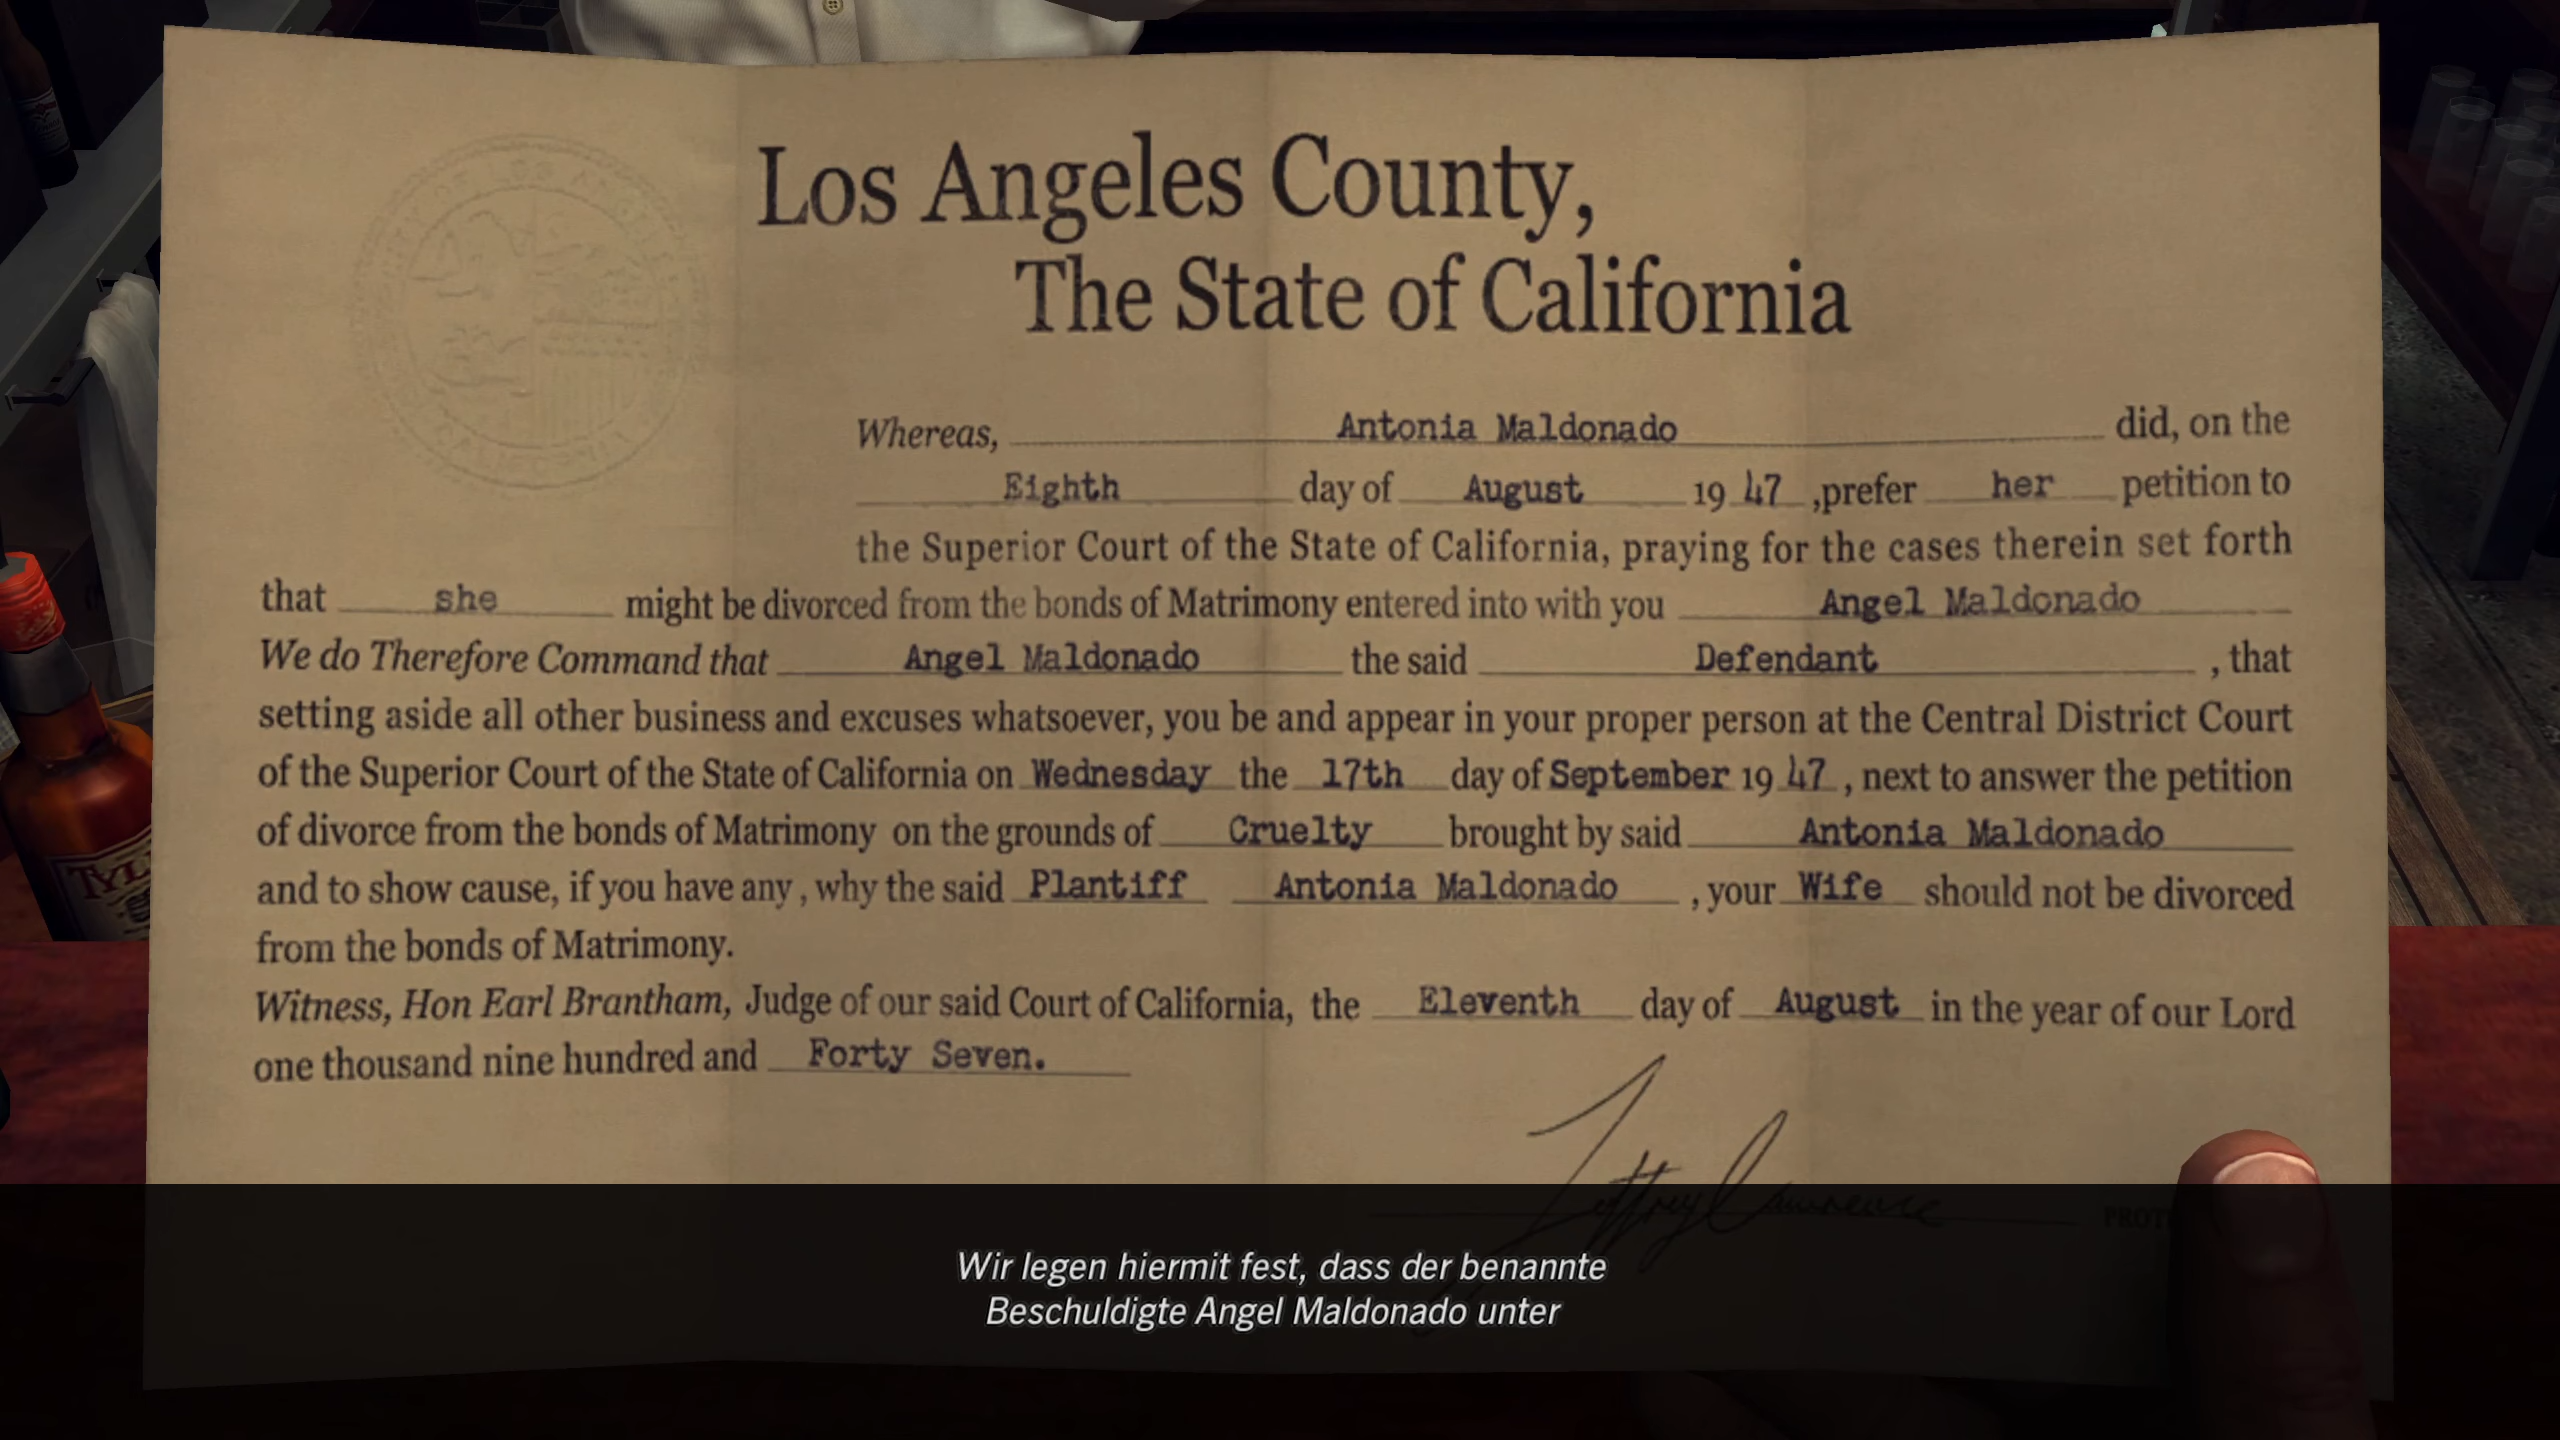 Los Angeles County,
The State of California
Whereas, Antonia Maldonado did, on the
Eighth day of August 19 47 ,prefer her petition to
the Superior Court of the State of California, praying for the cases therein set forth
that she might be divorced from the bonds of Matrimony entered into with you Angel Maldonado
We do Therefore Command that Angel Maldonado the said Defendant , that
setting aside all other business and excuses whatsoever, you be and appear in your proper person at the Central District Court
of the Superior Court of the State of California on Wednesday the 17th day of September 19 47 , next to answer the petition
of divorce from the bonds of Matrimony on the grounds of Cruelty brought by said Antonia Maldonado
and to show cause, if you have any , why the said Plantiff Antonia Maldonado , your Wife should not be divorced
from the bonds of Matrimony.
Witness, Hon Earl Brantham, Judge of our said Court of California, the Eleventh day of August in the year of our Lord
one thousand nine hundred and Forty Seven.
Jeffrey Lawrence
Wir legen hiermit fest, dass der benannte
Beschuldigte Angel Maldonado unter